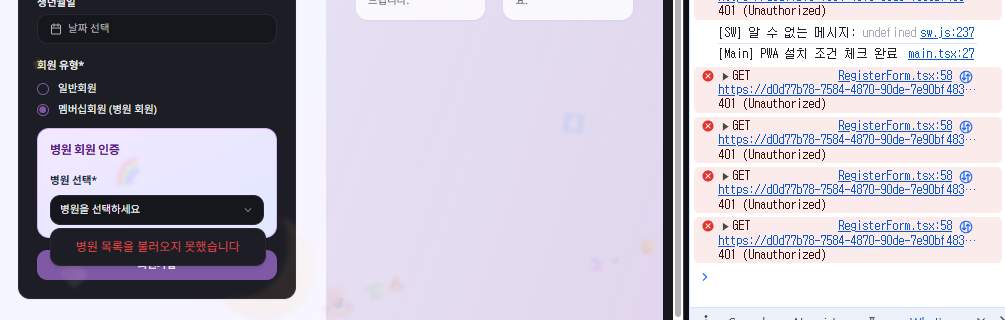 생년월일
날짜 선택
회원 유형*
일반회원
멤버십회원 (병원 회원)
병원 회원 인증
병원 선택*
병원을 선택하세요
병원 목록을 불러오지 못했습니다
드립니다.
요.
401 (Unauthorized)
[SW] 알 수 없는 메시지: undefined sw.js:237
[Main] PWA 설치 조건 체크 완료 main.tsx:27
GET RegisterForm.tsx:58
https://d0d77b78-7584-4870-90de-7e90bf483…
401 (Unauthorized)
GET RegisterForm.tsx:58
https://d0d77b78-7584-4870-90de-7e90bf483…
401 (Unauthorized)
GET RegisterForm.tsx:58
https://d0d77b78-7584-4870-90de-7e90bf483…
401 (Unauthorized)
GET RegisterForm.tsx:58
https://d0d77b78-7584-4870-90de-7e90bf483…
401 (Unauthorized)